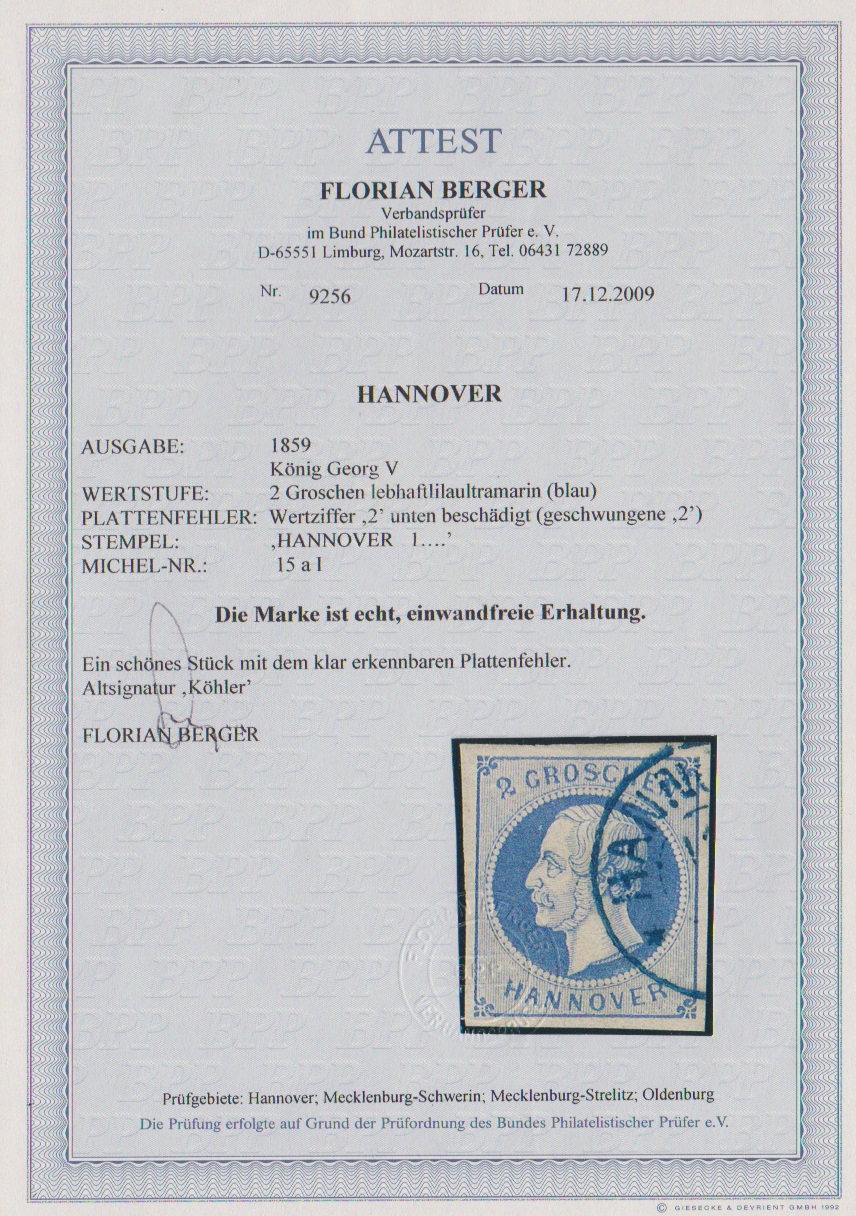 ATTEST
FLORIAN BERGER
Verbandsprüfer
im Bund Philatelistischer Prüfer e. V.
D-65551 Limburg, Mozartstr. 16, Tel. 06431 72889
Nr. 9256 Datum 17.12.2009
HANNOVER
AUSGABE: 1859
König Georg V
WERTSTUFE: 2 Groschen lebhaftlilaultramarin (blau)
PLATTENFEHLER: Wertziffer ‚2’ unten beschädigt (geschwungene ‚2’)
STEMPEL: ‚HANNOVER 1....’
MICHEL-NR.: 15 a I
Die Marke ist echt, einwandfreie Erhaltung.
Ein schönes Stück mit dem klar erkennbaren Plattenfehler.
Altsignatur ‚Köhler’
FLORIAN BERGER
2 GROSCHEN
HANNO
HANNOVER
Prüfgebiete: Hannover; Mecklenburg-Schwerin; Mecklenburg-Strelitz; Oldenburg
Die Prüfung erfolgte auf Grund der Prüfordnung des Bundes Philatelistischer Prüfer e.V.
© GIESECKE & DEVRIENT GMBH 1992